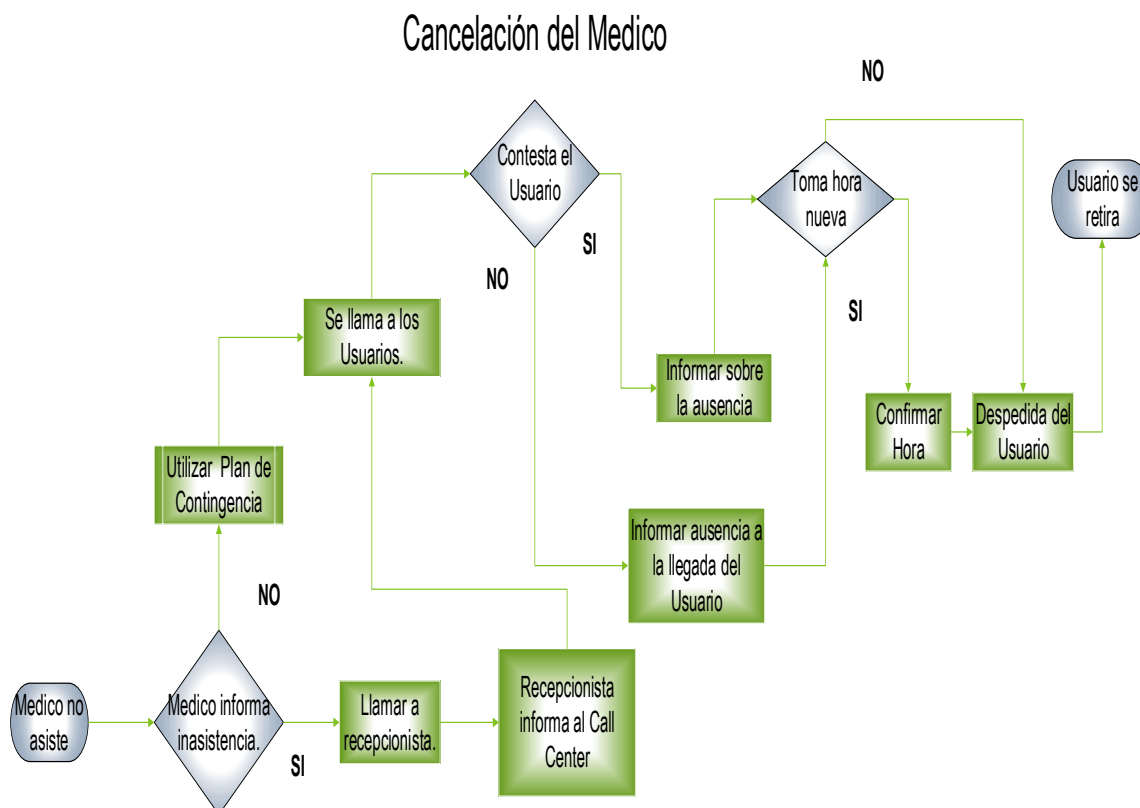 Cancelación del Medico
NO
Contesta el
Usuario
Toma hora
nueva
Usuario se
retira
SI
NO
Se llama a los
Usuarios.
SI
Informar sobre
la ausencia
Confirmar
Hora
Despedida del
Usuario
Utilizar Plan de
Contingencia
Informar ausencia a
la llegada del
Usuario
NO
Medico no
asiste
Medico informa
inasistencia.
SI
Llamar a
recepcionista.
Recepcionista
informa al Call
Center